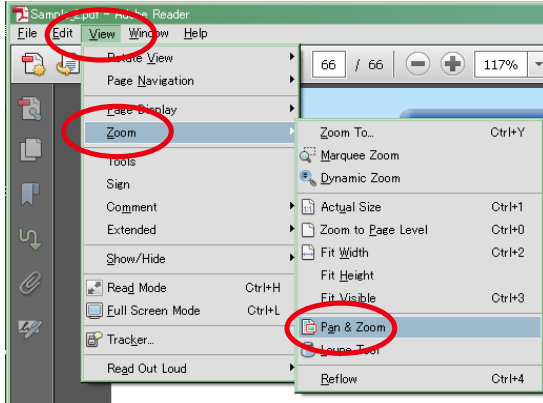 Sample_2.pdf - Adobe Reader
File Edit View Window Help
66 / 66 117%
Rotate View
Page Navigation
Page Display
Zoom
Tools
Sign
Comment
Extended
Show/Hide
Read Mode Ctrl+H
Full Screen Mode Ctrl+L
Tracker...
Read Out Loud
Zoom To... Ctrl+Y
Marquee Zoom
Dynamic Zoom
Actual Size Ctrl+1
Zoom to Page Level Ctrl+0
Fit Width Ctrl+2
Fit Height
Fit Visible Ctrl+3
Pan & Zoom
Loupe Tool
Reflow Ctrl+4